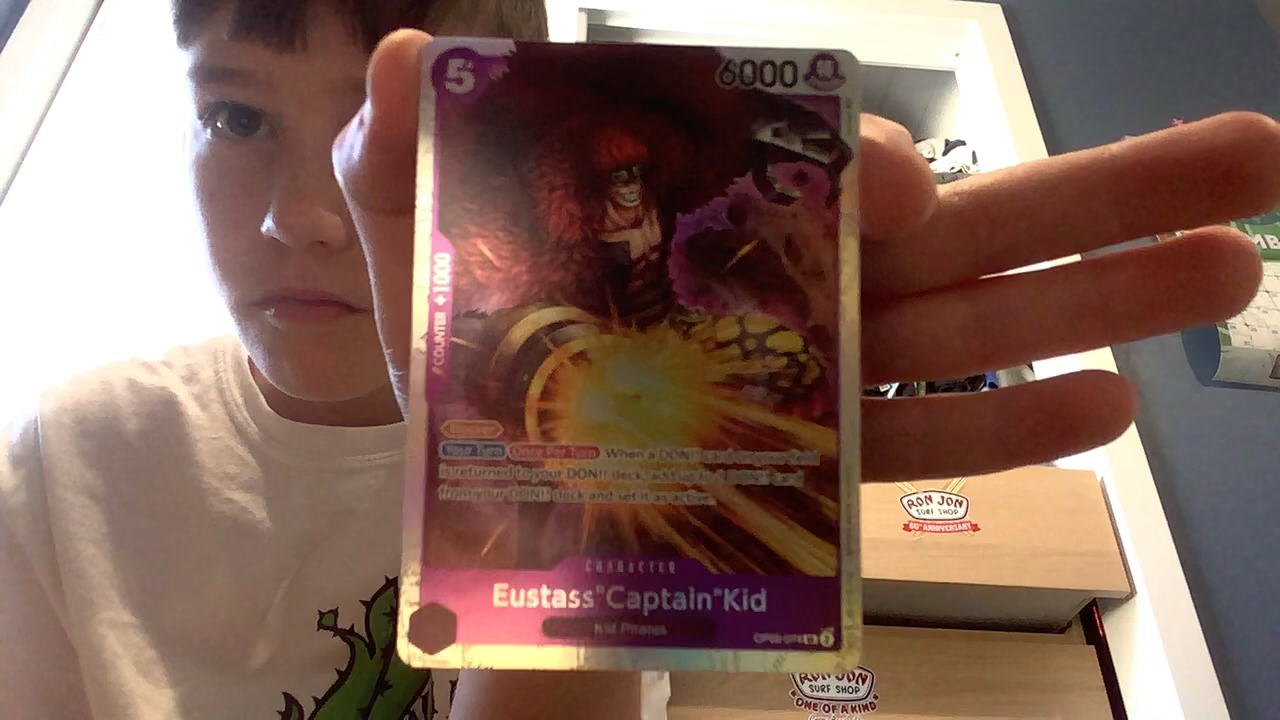 5
6000
COUNTER +1000
Your Turn Once Per Turn When a DON!! card
is returned to your DON!! deck, add up to 1 DON!! card
from your DON!! deck and set it as active.
CHARACTER
Eustass"Captain"Kid
Kid Pirates
RON JON
SURF SHOP
60th ANNIVERSARY
RON JON
SURF SHOP
ONE OF A KIND